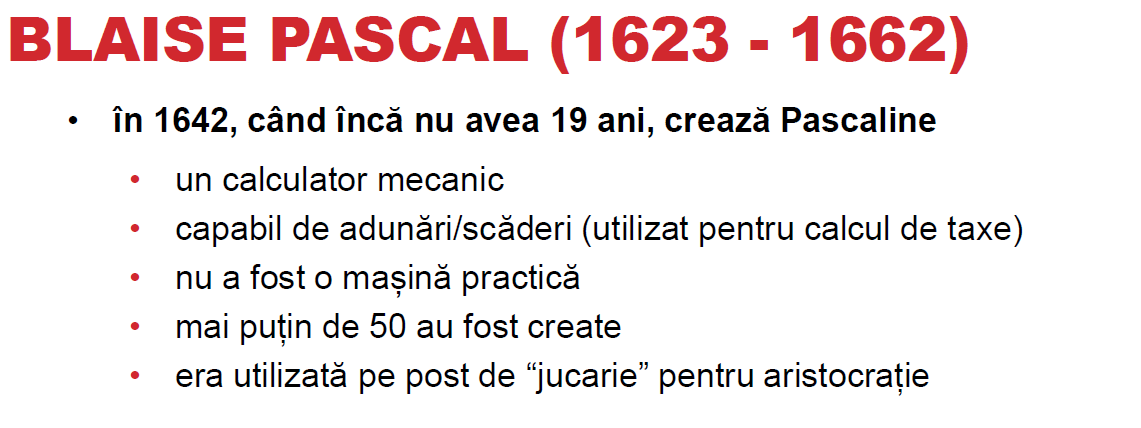 BLAISE PASCAL (1623 - 1662)
• în 1642, când încă nu avea 19 ani, crează Pascaline
• un calculator mecanic
• capabil de adunări/scăderi (utilizat pentru calcul de taxe)
• nu a fost o mașină practică
• mai puțin de 50 au fost create
• era utilizată pe post de “jucarie” pentru aristocrație